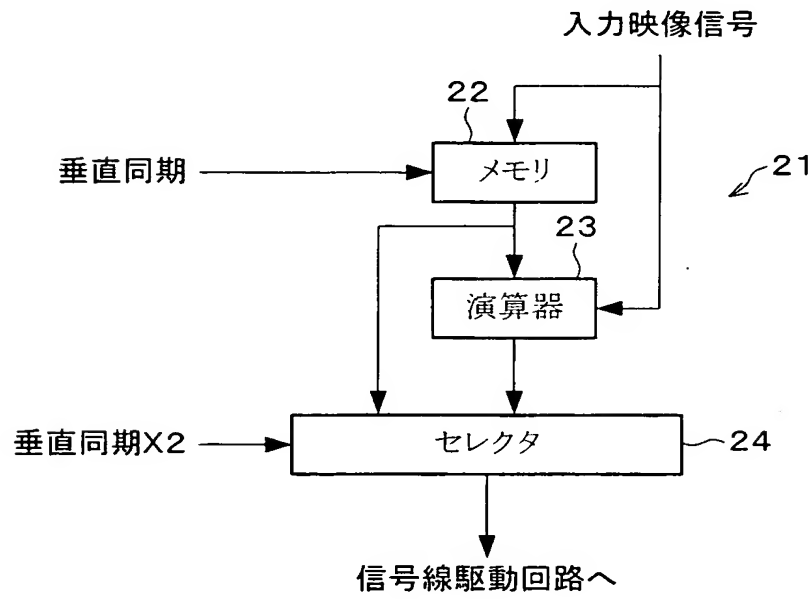 入力映像信号
22
垂直同期
メモリ
21
23
演算器
垂直同期X2
セレクタ
24
信号線駆動回路へ